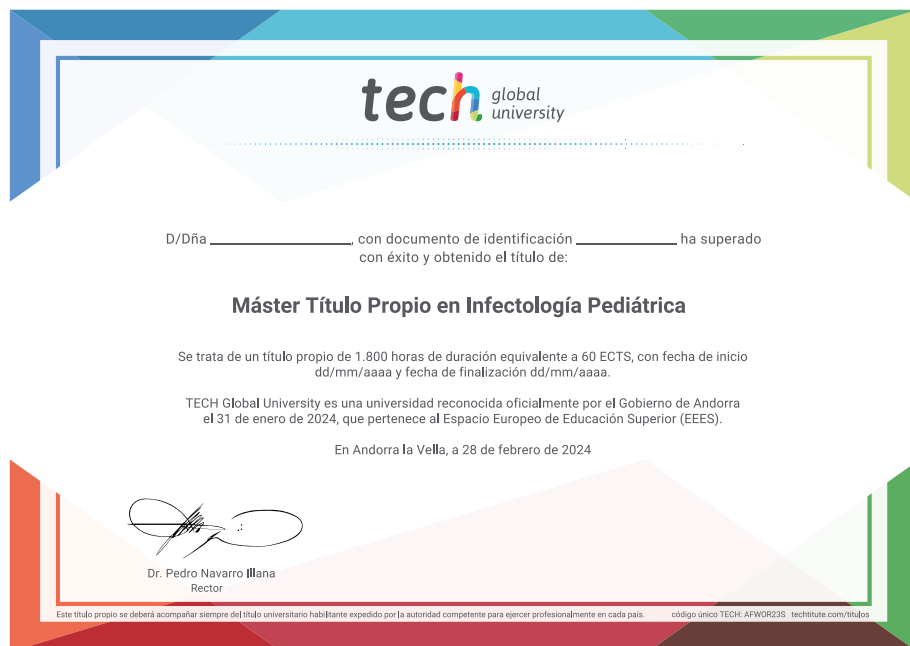 tech global university
D/Dña ____________________, con documento de identificación ______________ ha superado
con éxito y obtenido el título de:
Máster Título Propio en Infectología Pediátrica
Se trata de un título propio de 1.800 horas de duración equivalente a 60 ECTS, con fecha de inicio
dd/mm/aaaa y fecha de finalización dd/mm/aaaa.
TECH Global University es una universidad reconocida oficialmente por el Gobierno de Andorra
el 31 de enero de 2024, que pertenece al Espacio Europeo de Educación Superior (EEES).
En Andorra la Vella, a 28 de febrero de 2024
Dr. Pedro Navarro Illana
Rector
Este título propio se deberá acompañar siempre del título universitario habilitante expedido por la autoridad competente para ejercer profesionalmente en cada país. código único TECH: AFWOR23S techtitute.com/titulos